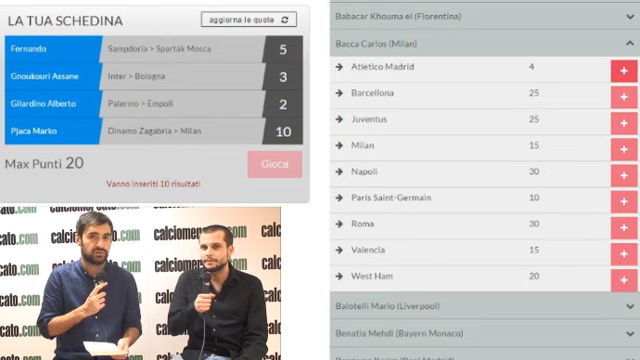 LA TUA SCHEDINA
aggiorna le quote
Fernando Sampdoria > Spartak Mosca 5
Gnoukouri Assane Inter > Bologna 3
Gilardino Alberto Palermo > Empoli 2
Pjaca Marko Dinamo Zagabria > Milan 10
Max Punti 20
Gioca
Vanno inseriti 10 risultati
calciomercato.com
Babacar Khouma el (Fiorentina)
Bacca Carlos (Milan)
Atletico Madrid 4 +
Barcellona 25 +
Juventus 25 +
Milan 15 +
Napoli 30 +
Paris Saint-Germain 10 +
Roma 30 +
Valencia 15 +
West Ham 20 +
Balotelli Mario (Liverpool)
Benatia Mehdi (Bayern Monaco)